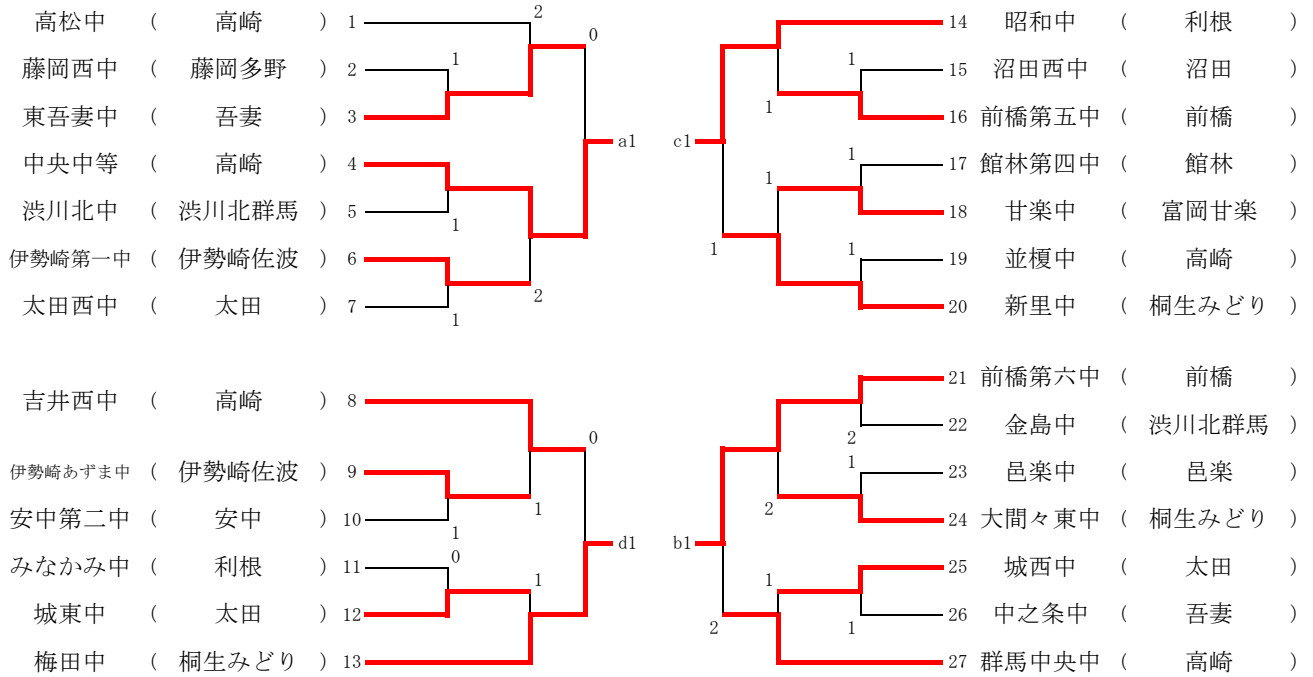 高松中 ( 高崎 ) 1
藤岡西中 ( 藤岡多野 ) 2
東吾妻中 ( 吾妻 ) 3
中央中等 ( 高崎 ) 4
渋川北中 ( 渋川北群馬 ) 5
伊勢崎第一中 ( 伊勢崎佐波 ) 6
太田西中 ( 太田 ) 7
2
0
1
1
2
1
a1
吉井西中 ( 高崎 ) 8
伊勢崎あずま中 ( 伊勢崎佐波 ) 9
安中第二中 ( 安中 ) 10
みなかみ中 ( 利根 ) 11
城東中 ( 太田 ) 12
梅田中 ( 桐生みどり ) 13
0
1
1
0
1
d1
14 昭和中 ( 利根 )
15 沼田西中 ( 沼田 )
16 前橋第五中 ( 前橋 )
17 館林第四中 ( 館林 )
18 甘楽中 ( 富岡甘楽 )
19 並榎中 ( 高崎 )
20 新里中 ( 桐生みどり )
1
1
1
1
1
1
c1
21 前橋第六中 ( 前橋 )
22 金島中 ( 渋川北群馬 )
23 邑楽中 ( 邑楽 )
24 大間々東中 ( 桐生みどり )
25 城西中 ( 太田 )
26 中之条中 ( 吾妻 )
27 群馬中央中 ( 高崎 )
2
1
2
1
2
1
b1